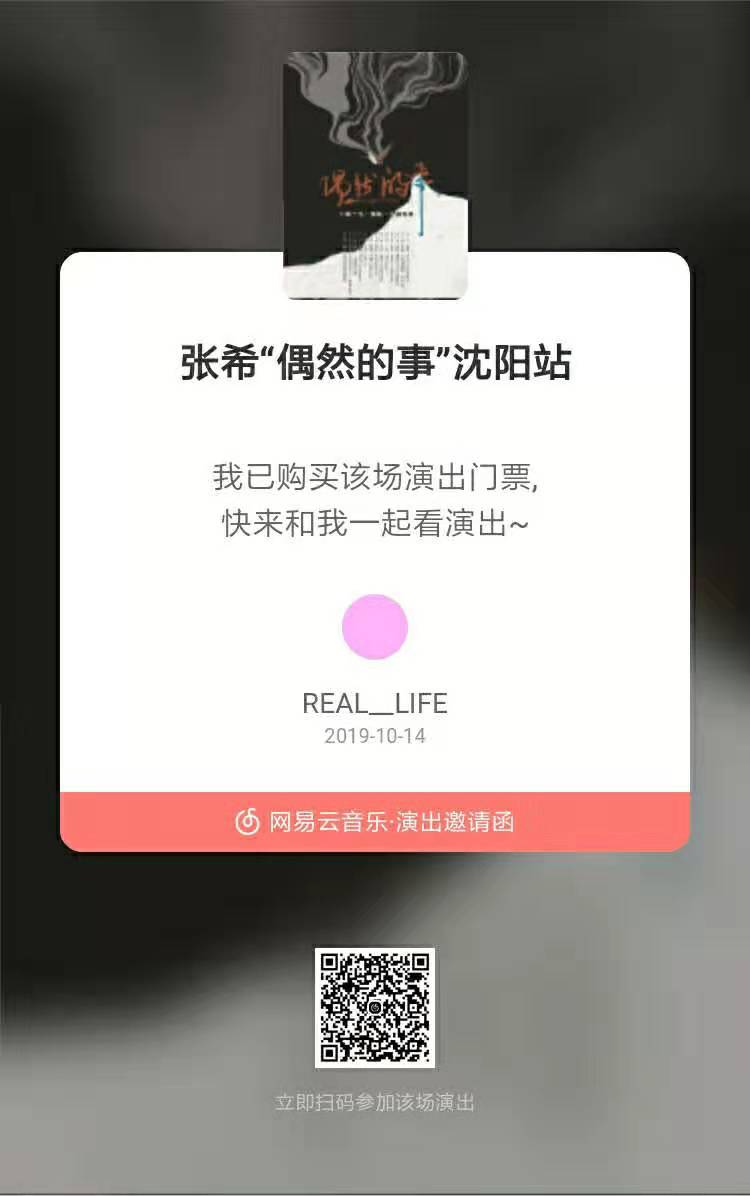 偶然的事
张希“偶然的事”沈阳站
我已购买该场演出门票,
快来和我一起看演出~
REAL__LIFE
2019-10-14
网易云音乐·演出邀请函
立即扫码参加该场演出